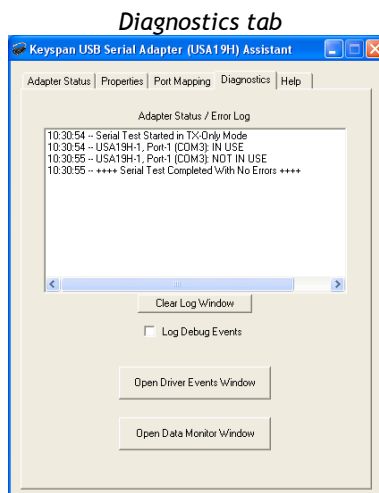 Diagnostics tab
Keyspan USB Serial Adapter (USA19H) Assistant
Adapter Status Properties Port Mapping Diagnostics Help
Adapter Status / Error Log
10:30:54 -- Serial Test Started in TX-Only Mode
10:30:54 -- USA19H-1, Port-1 (COM3): IN USE
10:30:55 -- USA19H-1, Port-1 (COM3): NOT IN USE
10:30:55 -- ++++ Serial Test Completed With No Errors ++++
Clear Log Window
Log Debug Events
Open Driver Events Window
Open Data Monitor Window